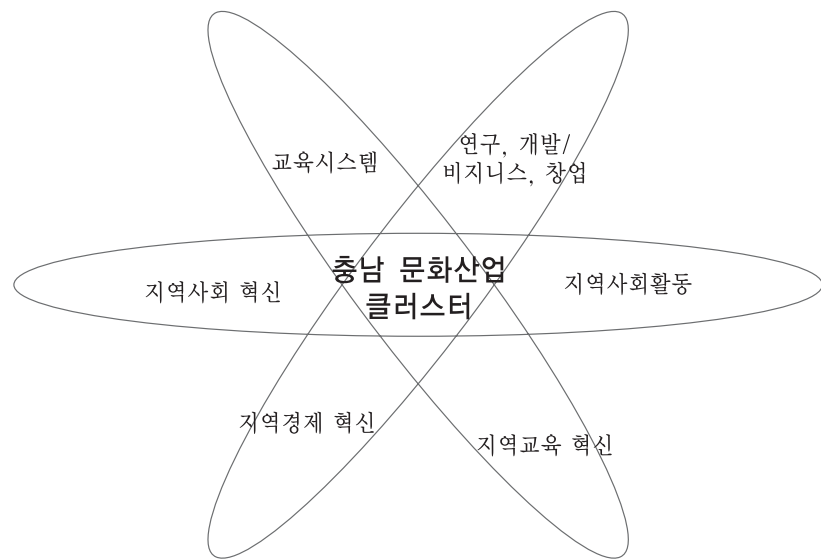 연구, 개발/
비지니스, 창업
교육시스템
충남 문화산업
클러스터
지역사회 혁신
지역사회활동
지역경제 혁신
지역교육 혁신